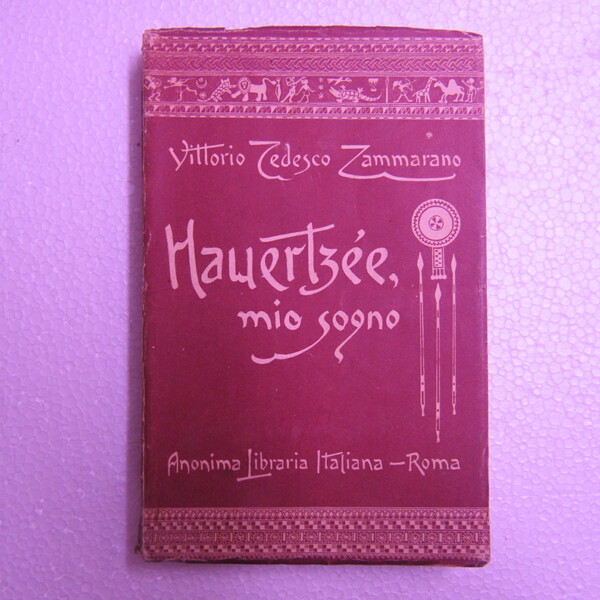 Vittorio Tedesco Zammarano
Hauertzée,
mio sogno
Anonima Libraria Italiana – Roma